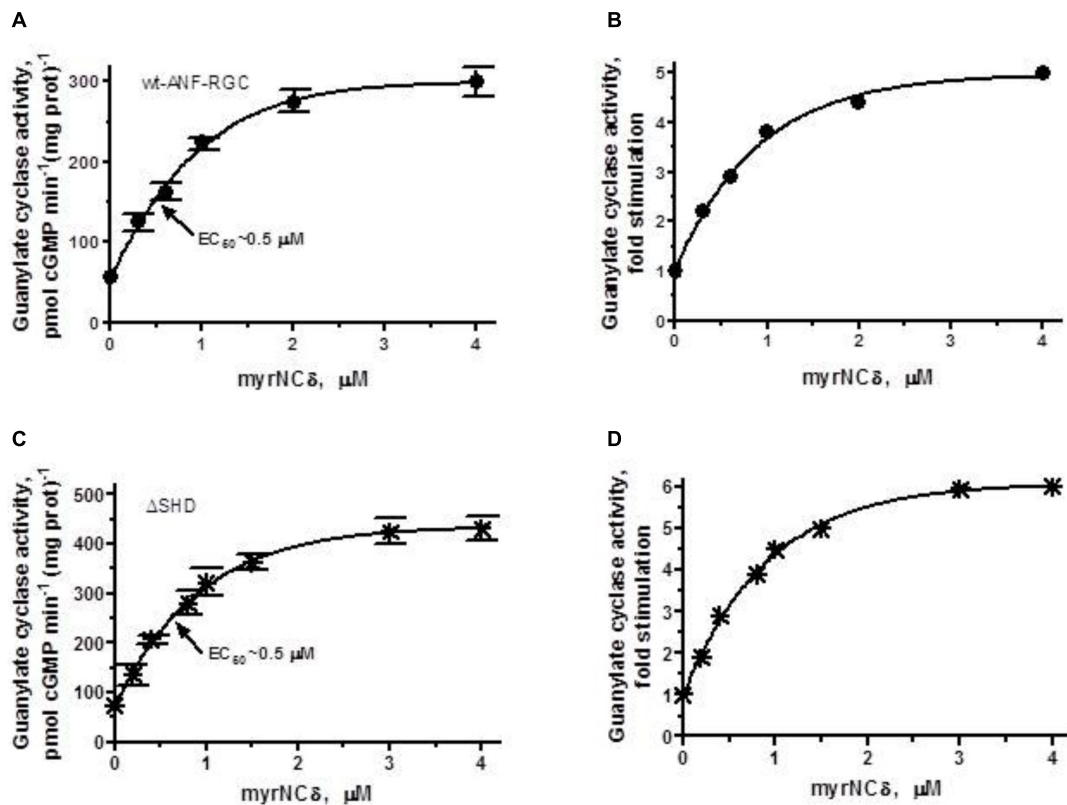 A
Guanylate cyclase activity,
pmol cGMP min⁻¹(mg prot)⁻¹
300
200
100
0
wt-ANF-RGC
EC₅₀~0.5 μM
0 1 2 3 4
myrNCδ, μM
B
Guanylate cyclase activity,
fold stimulation
5
4
3
2
1
0
0 1 2 3 4
myrNCδ, μM
C
Guanylate cyclase activity,
pmol cGMP min⁻¹ (mg prot)⁻¹
500
400
300
200
100
0
ΔSHD
EC₅₀~0.5 μM
0 1 2 3 4
myrNCδ, μM
D
Guanylate cyclase activity,
fold stimulation
6
5
4
3
2
1
0
0 1 2 3 4
myrNCδ, μM